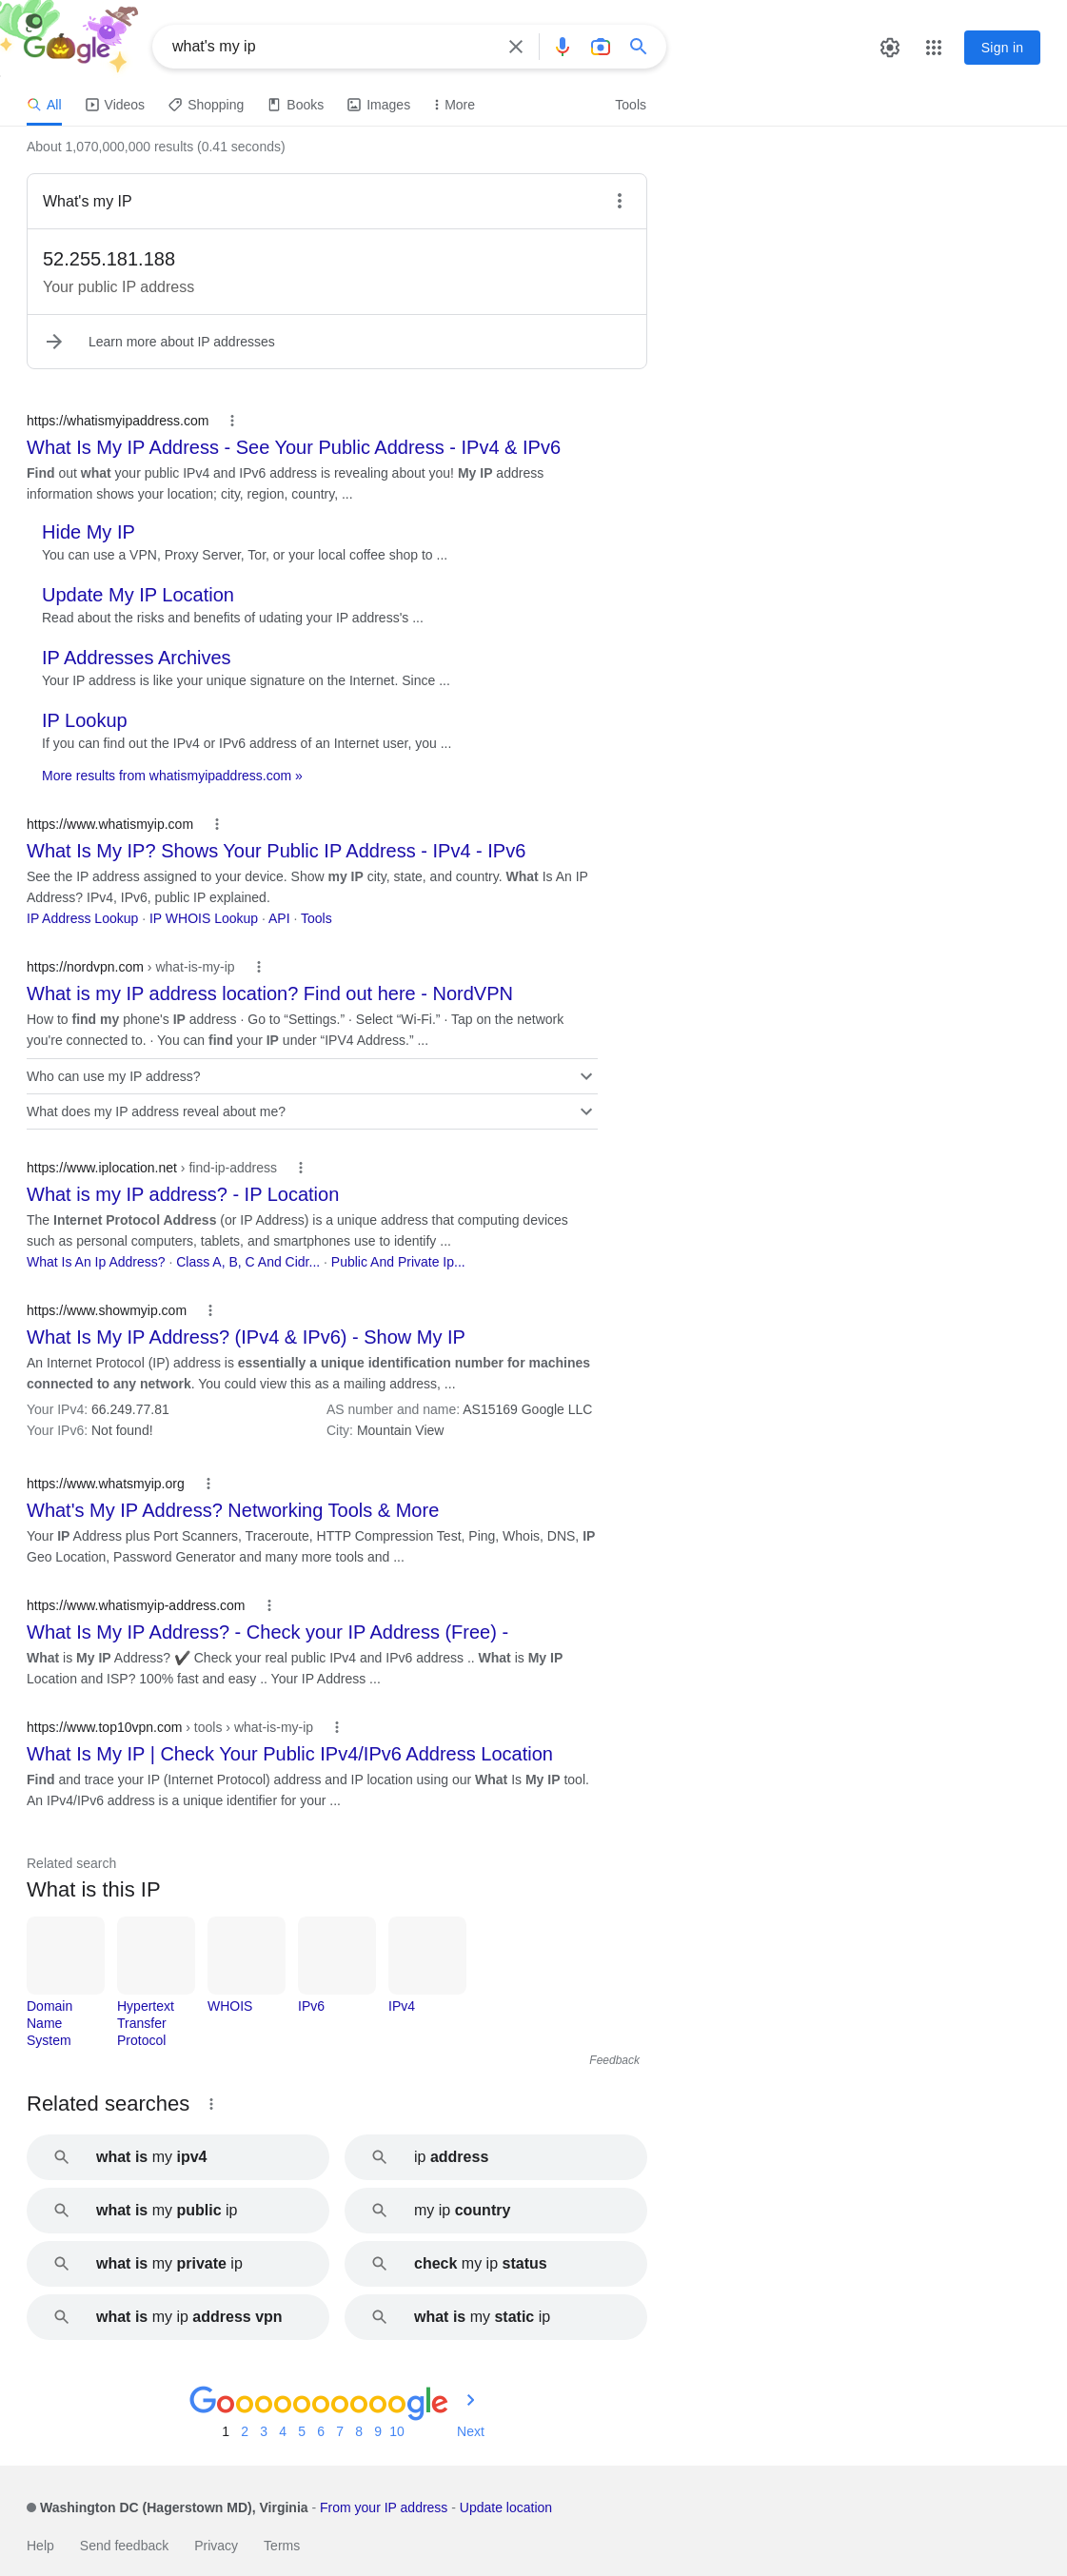 Google
what's my ip
Sign in
All
Videos
Shopping
Books
Images
More
Tools
About 1,070,000,000 results (0.41 seconds)
What's my IP
52.255.181.188
Your public IP address
Learn more about IP addresses
https://whatismyipaddress.com
What Is My IP Address - See Your Public Address - IPv4 & IPv6
Find out what your public IPv4 and IPv6 address is revealing about you! My IP address
information shows your location; city, region, country, ...
Hide My IP
You can use a VPN, Proxy Server, Tor, or your local coffee shop to ...
Update My IP Location
Read about the risks and benefits of udating your IP address's ...
IP Addresses Archives
Your IP address is like your unique signature on the Internet. Since ...
IP Lookup
If you can find out the IPv4 or IPv6 address of an Internet user, you ...
More results from whatismyipaddress.com »
https://www.whatismyip.com
What Is My IP? Shows Your Public IP Address - IPv4 - IPv6
See the IP address assigned to your device. Show my IP city, state, and country. What Is An IP
Address? IPv4, IPv6, public IP explained.
IP Address Lookup · IP WHOIS Lookup · API · Tools
https://nordvpn.com › what-is-my-ip
What is my IP address location? Find out here - NordVPN
How to find my phone's IP address · Go to “Settings.” · Select “Wi-Fi.” · Tap on the network
you're connected to. · You can find your IP under “IPV4 Address.” ...
Who can use my IP address?
What does my IP address reveal about me?
https://www.iplocation.net › find-ip-address
What is my IP address? - IP Location
The Internet Protocol Address (or IP Address) is a unique address that computing devices
such as personal computers, tablets, and smartphones use to identify ...
What Is An Ip Address? · Class A, B, C And Cidr... · Public And Private Ip...
https://www.showmyip.com
What Is My IP Address? (IPv4 & IPv6) - Show My IP
An Internet Protocol (IP) address is essentially a unique identification number for machines
connected to any network. You could view this as a mailing address, ...
Your IPv4: 66.249.77.81
AS number and name: AS15169 Google LLC
Your IPv6: Not found!
City: Mountain View
https://www.whatsmyip.org
What's My IP Address? Networking Tools & More
Your IP Address plus Port Scanners, Traceroute, HTTP Compression Test, Ping, Whois, DNS, IP
Geo Location, Password Generator and many more tools and ...
https://www.whatismyip-address.com
What Is My IP Address? - Check your IP Address (Free) -
What is My IP Address? ✔ Check your real public IPv4 and IPv6 address .. What is My IP
Location and ISP? 100% fast and easy .. Your IP Address ...
https://www.top10vpn.com › tools › what-is-my-ip
What Is My IP | Check Your Public IPv4/IPv6 Address Location
Find and trace your IP (Internet Protocol) address and IP location using our What Is My IP tool.
An IPv4/IPv6 address is a unique identifier for your ...
Related search
What is this IP
Domain
Name
System
Hypertext
Transfer
Protocol
WHOIS
IPv6
IPv4
Feedback
Related searches
what is my ipv4
ip address
what is my public ip
my ip country
what is my private ip
check my ip status
what is my ip address vpn
what is my static ip
Goooooooooogle
1 2 3 4 5 6 7 8 9 10 Next
Washington DC (Hagerstown MD), Virginia - From your IP address - Update location
Help
Send feedback
Privacy
Terms